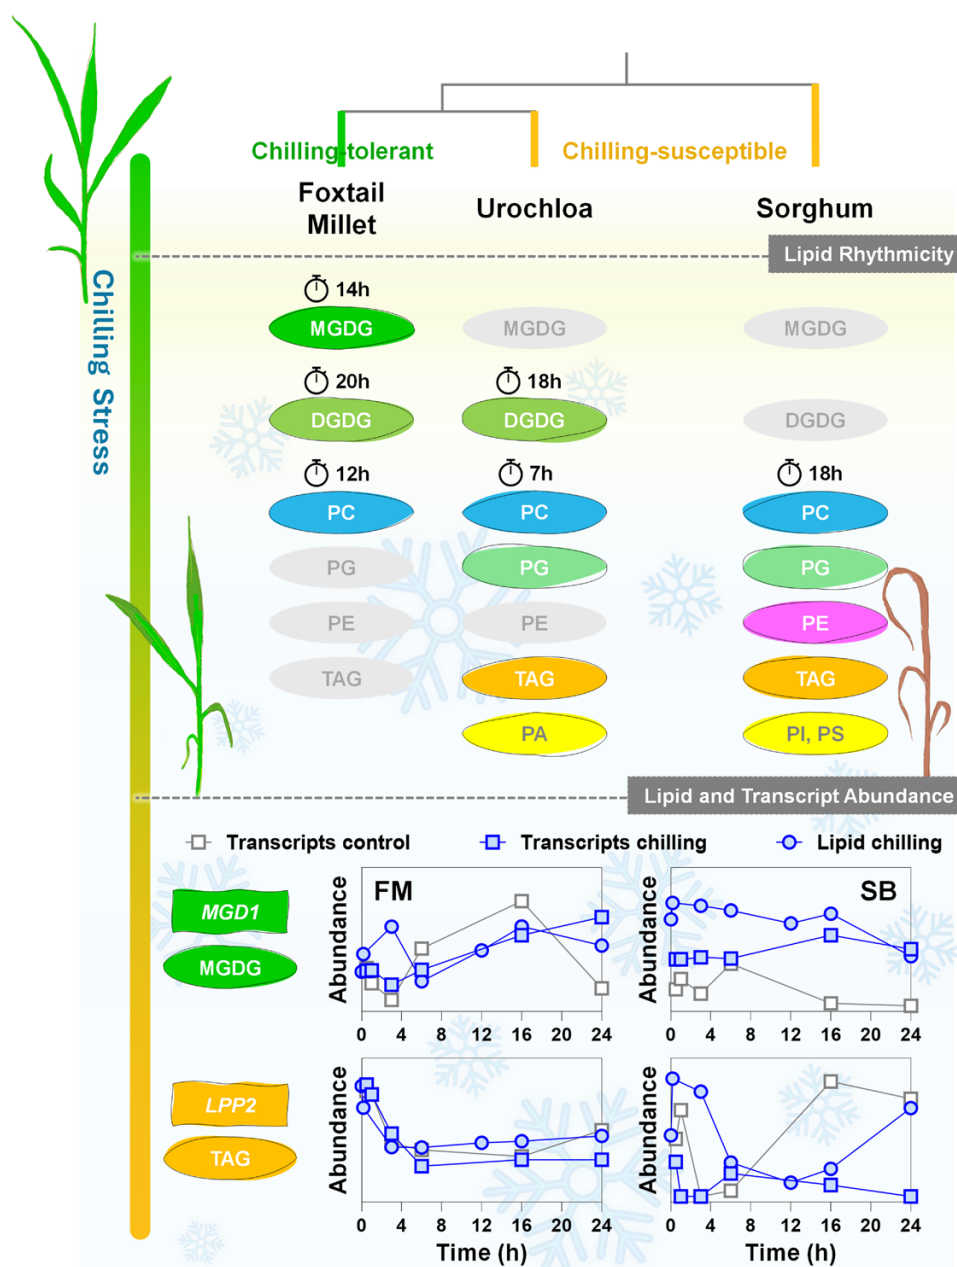 Chilling-tolerant
Chilling-susceptible
Foxtail
Millet
Urochloa
Sorghum
Lipid Rhythmicity
Chilling Stress
14h
MGDG
MGDG
MGDG
20h
18h
DGDG
DGDG
DGDG
12h
7h
18h
PC
PC
PC
PG
PG
PG
PE
PE
PE
TAG
TAG
TAG
PA
PI, PS
Lipid and Transcript Abundance
Transcripts control
Transcripts chilling
Lipid chilling
MGD1
MGDG
Abundance
FM
0 4 8 12 16 20 24
Abundance
SB
0 4 8 12 16 20 24
LPP2
TAG
Abundance
0 4 8 12 16 20 24
Time (h)
Abundance
0 4 8 12 16 20 24
Time (h)